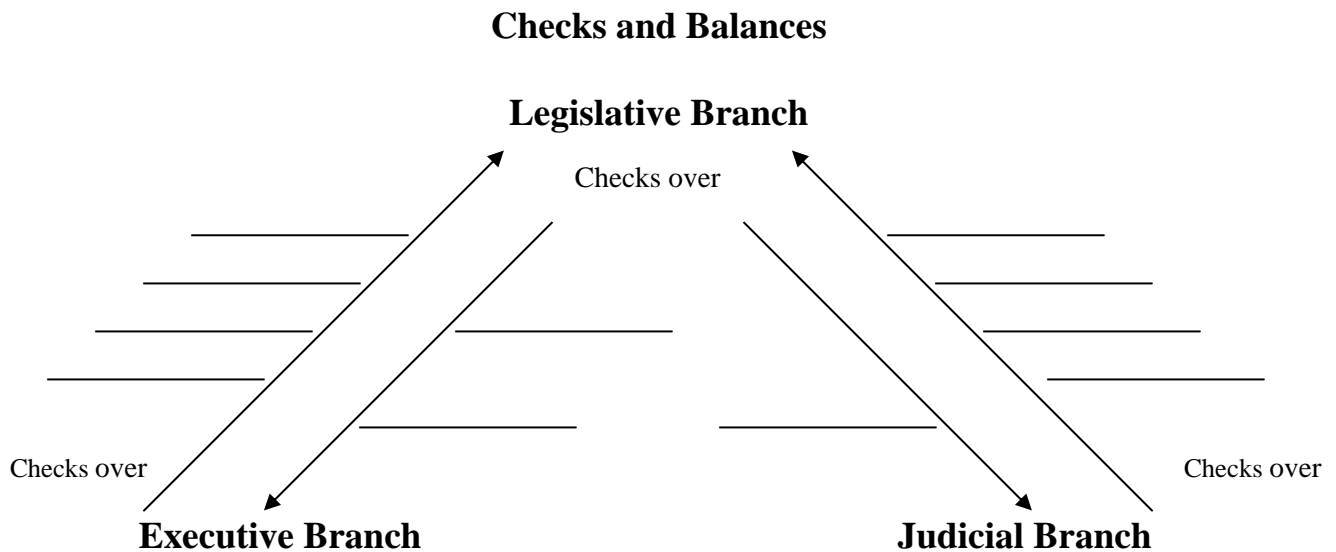 Checks and Balances
Legislative Branch
Checks over
Checks over
Checks over
Executive Branch
Judicial Branch